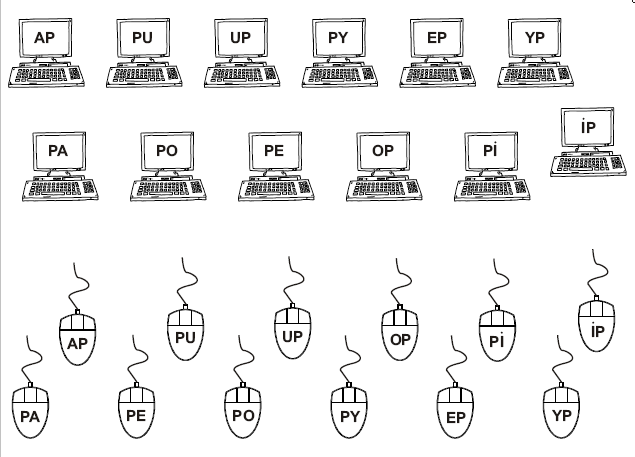 AP PU UP PY EP YP
PA PO PE OP Pİ İP
AP PU UP OP Pİ İP
PA PE PO PY EP YP